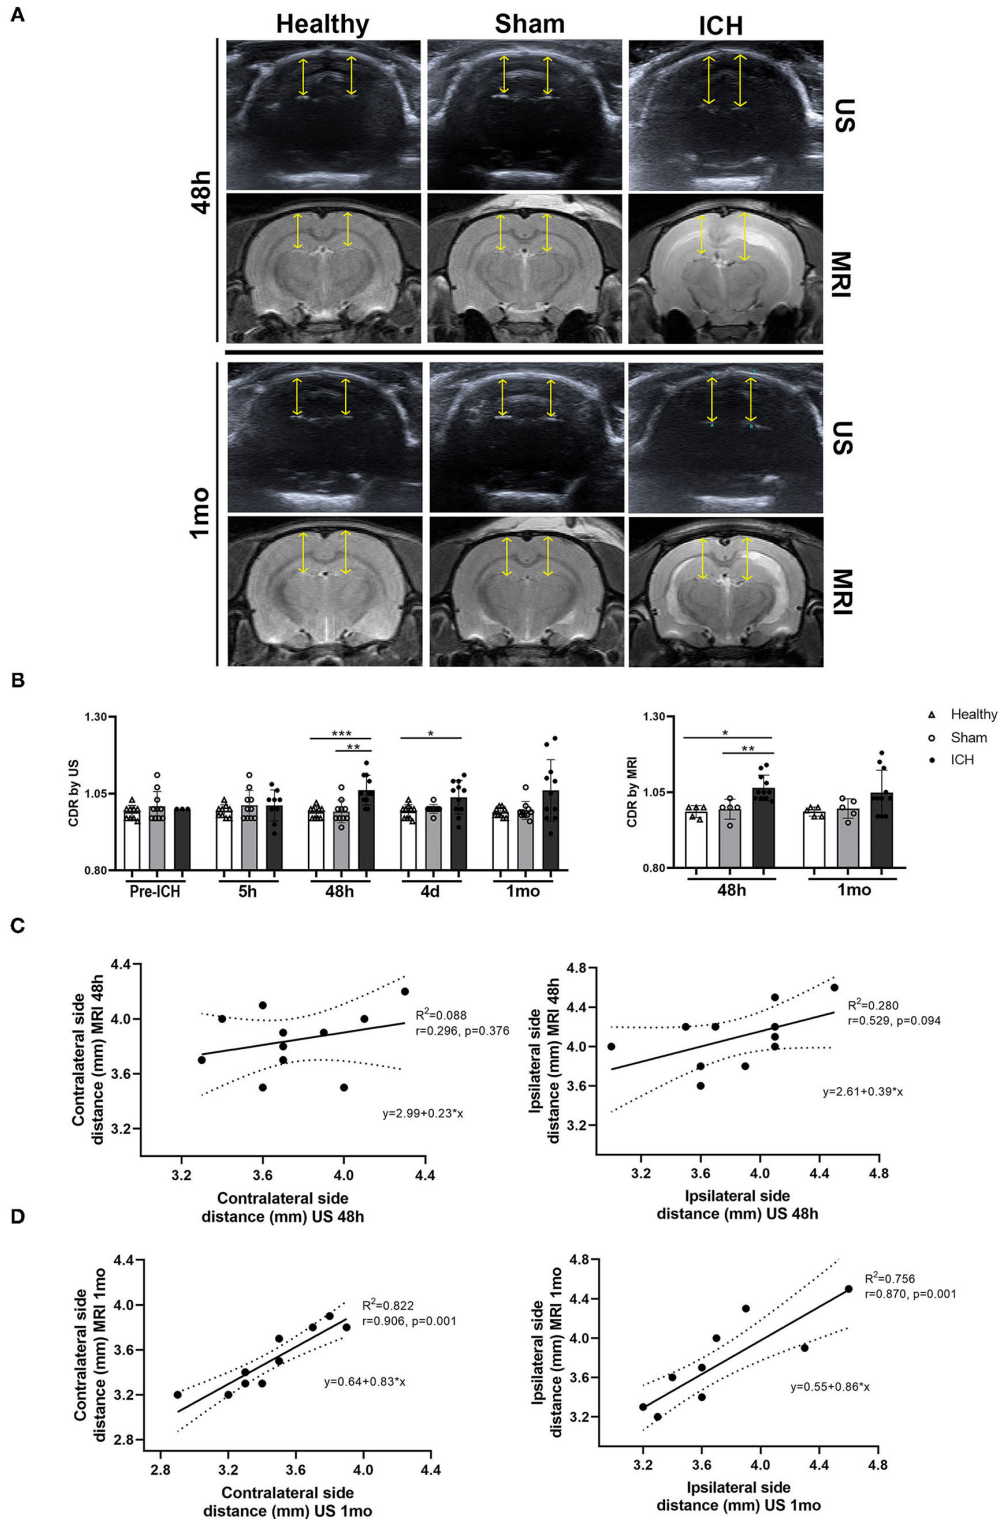 A
Healthy
Sham
ICH
48h
US
MRI
1mo
US
A
B
MRI
B
CDR by US
1.30
1.05
0.80
***
**
*
Pre-ICH
5h
48h
4d
1mo
CDR by MRI
1.30
1.05
0.80
*
**
48h
1mo
Healthy
Sham
ICH
C
Contralateral side
distance (mm) MRI 48h
4.4
4.0
3.6
3.2
R²=0.088
r=0.296, p=0.376
y=2.99+0.23*x
3.2
3.6
4.0
4.4
Contralateral side
distance (mm) US 48h
Ipsilateral side
distance (mm) MRI 48h
4.8
4.4
4.0
3.6
3.2
R²=0.280
r=0.529, p=0.094
y=2.61+0.39*x
3.2
3.6
4.0
4.4
4.8
Ipsilateral side
distance (mm) US 48h
D
Contralateral side
distance (mm) MRI 1mo
4.4
4.0
3.6
3.2
2.8
R²=0.822
r=0.906, p=0.001
y=0.64+0.83*x
2.8
3.2
3.6
4.0
4.4
Contralateral side
distance (mm) US 1mo
Ipsilateral side
distance (mm) MRI 1mo
4.8
4.4
4.0
3.6
3.2
R²=0.756
r=0.870, p=0.001
y=0.55+0.86*x
3.2
3.6
4.0
4.4
4.8
Ipsilateral side
distance (mm) US 1mo